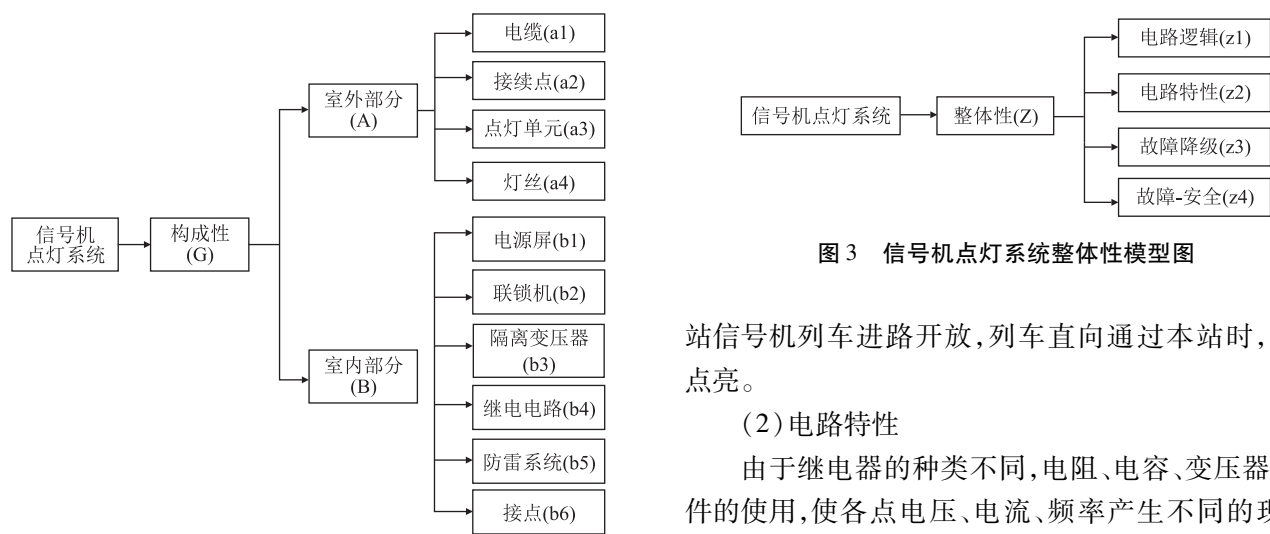 信号机
点灯系统
构成性
(G)
室外部分
(A)
电缆(a1)
接续点(a2)
点灯单元(a3)
灯丝(a4)
室内部分
(B)
电源屏(b1)
联锁机(b2)
隔离变压器
(b3)
继电电路(b4)
防雷系统(b5)
接点(b6)
信号机点灯系统
整体性(Z)
电路逻辑(z1)
电路特性(z2)
故障降级(z3)
故障-安全(z4)
图3 信号机点灯系统整体性模型图
站信号机列车进路开放,列车直向通过本站时,
点亮。
(2)电路特性
由于继电器的种类不同,电阻、电容、变压器
件的使用,使各点电压、电流、频率产生不同的现